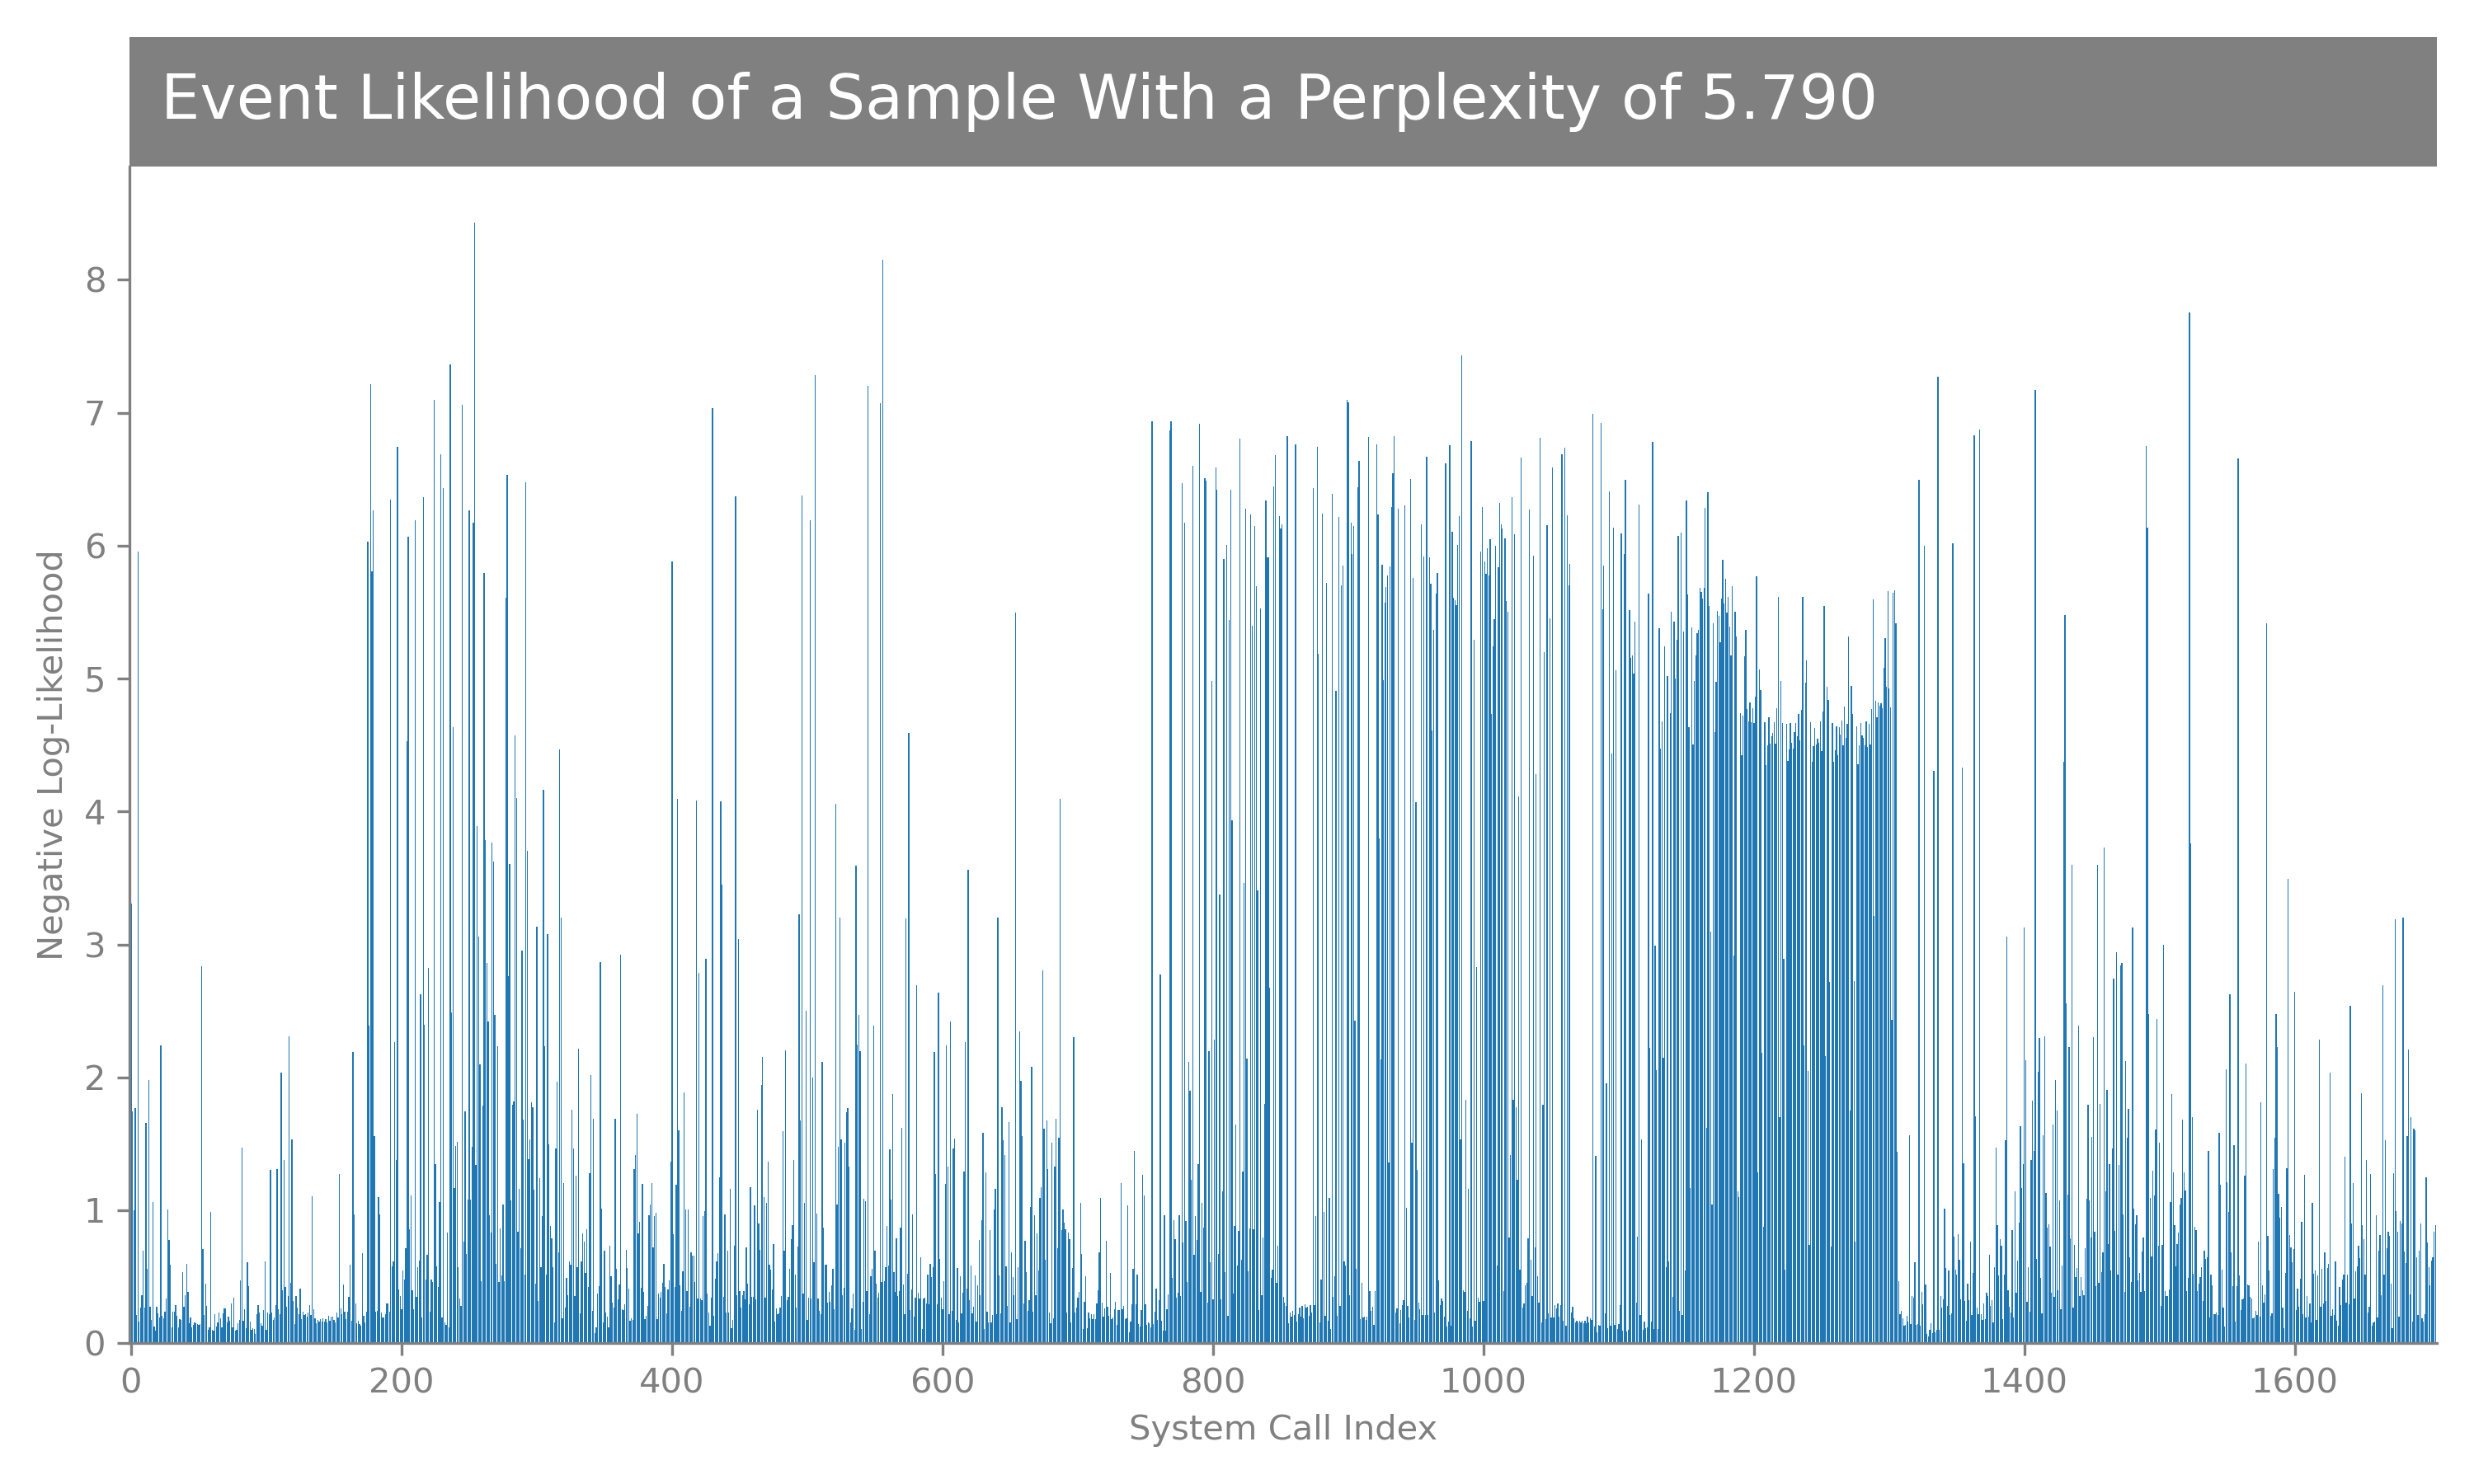 Event Likelihood of a Sample With a Perplexity of 5.790
Negative Log-Likelihood
8
7
6
5
4
3
2
1
0
0 200 400 600 800 1000 1200 1400 1600
System Call Index